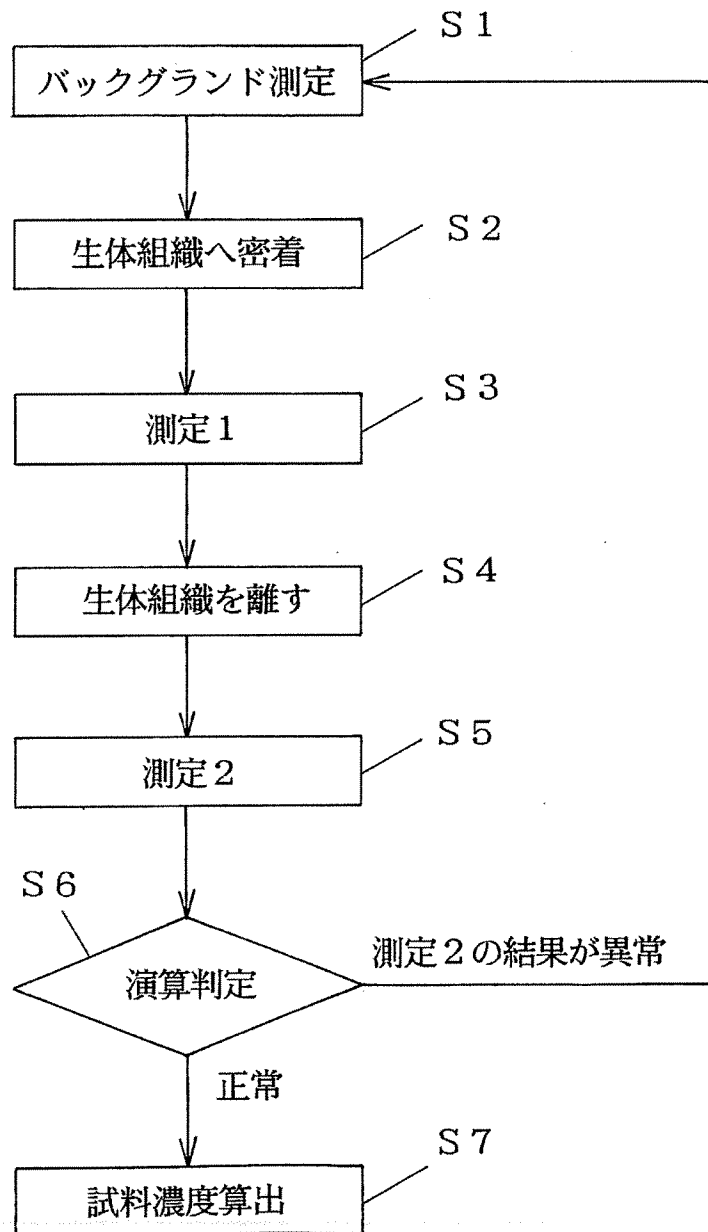 S1
バックグランド測定
S2
生体組織へ密着
S3
測定1
S4
生体組織を離す
S5
測定2
S6
演算判定
測定2の結果が異常
正常
S7
試料濃度算出